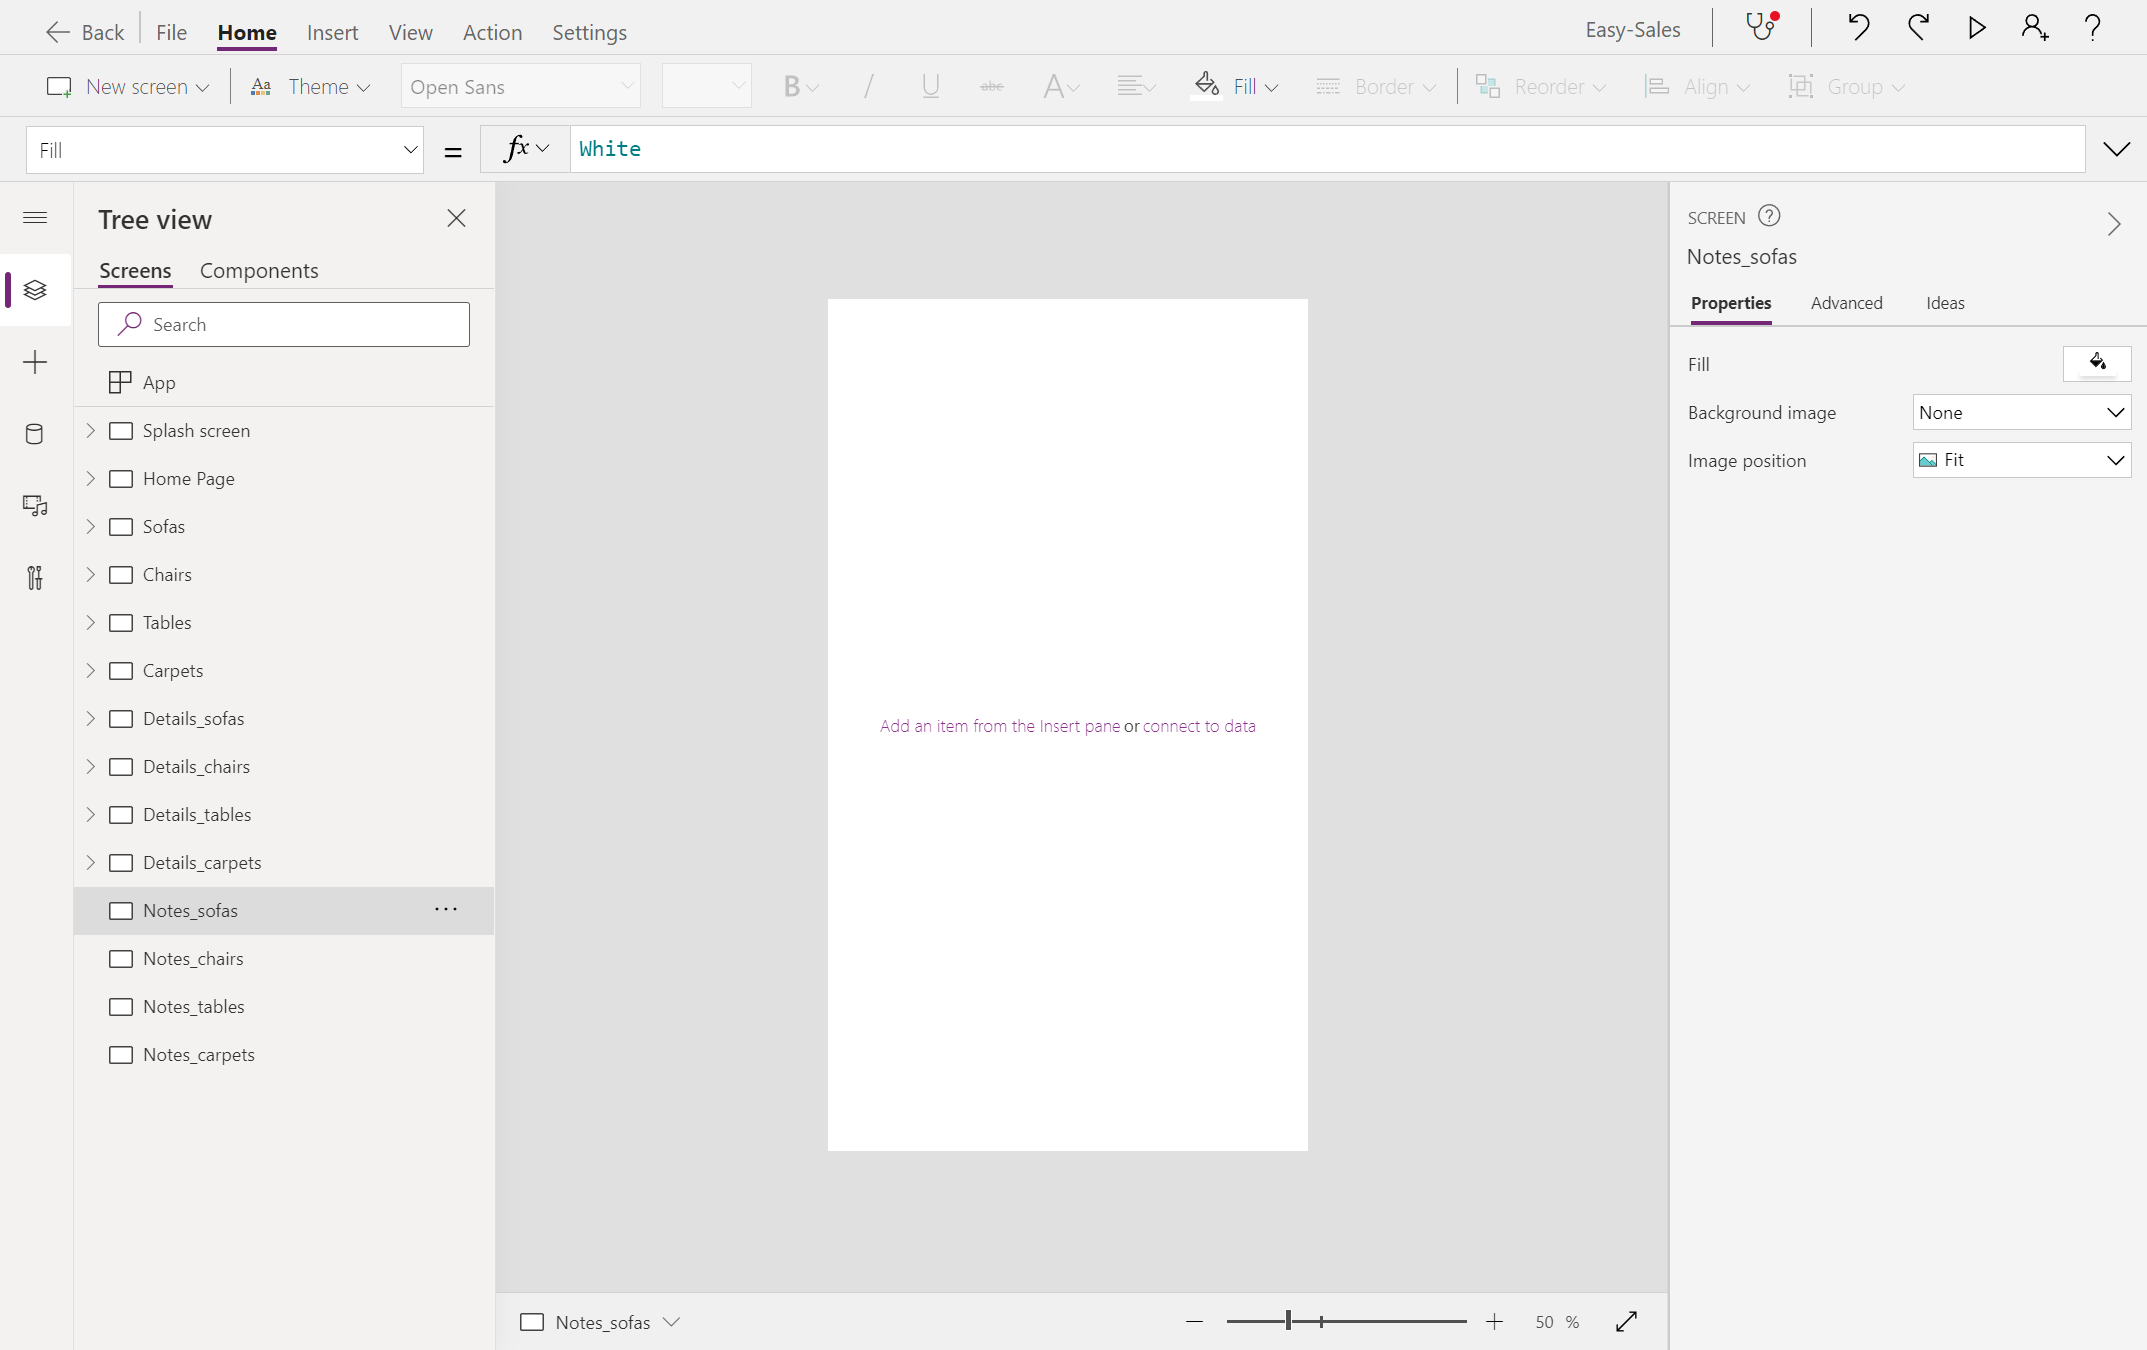 Back File Home Insert View Action Settings Easy-Sales
New screen Aa Theme Open Sans B / U abc A Fill Border Reorder Align Group
Fill = fx White
Tree view
Screens Components
Search
App
Splash screen
Home Page
Sofas
Chairs
Tables
Carpets
Details_sofas
Details_chairs
Details_tables
Details_carpets
Notes_sofas ...
Notes_chairs
Notes_tables
Notes_carpets
Add an item from the Insert pane or connect to data
Notes_sofas 50 %
SCREEN ?
Notes_sofas
Properties Advanced Ideas
Fill
Background image None
Image position Fit